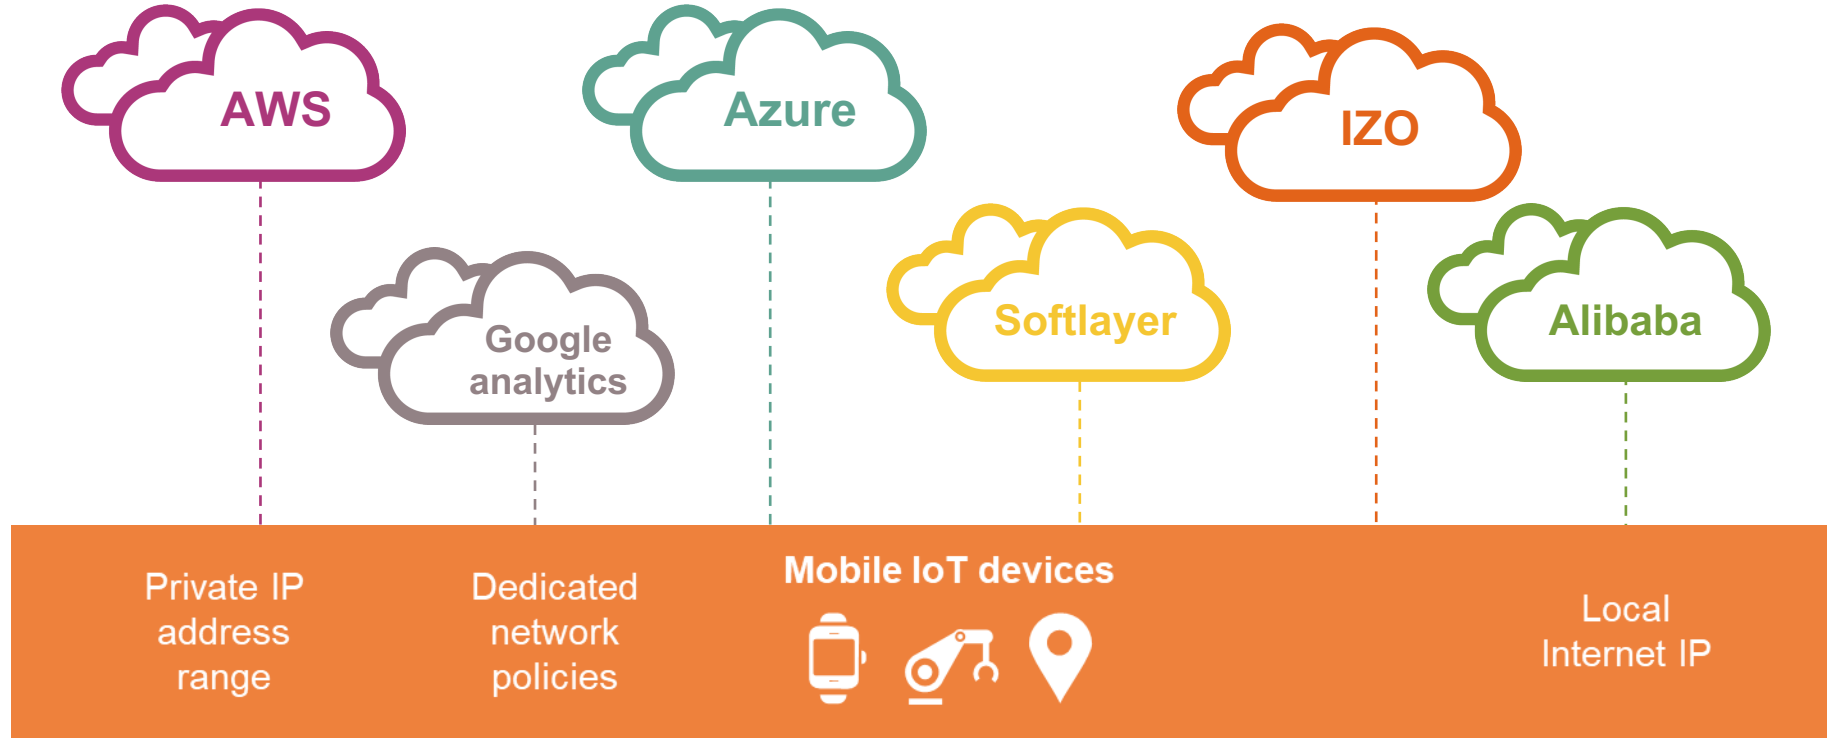 AWS
Azure
IZO
Google
analytics
Softlayer
Alibaba
Private IP
address
range
Dedicated
network
policies
Mobile IoT devices
Local
Internet IP